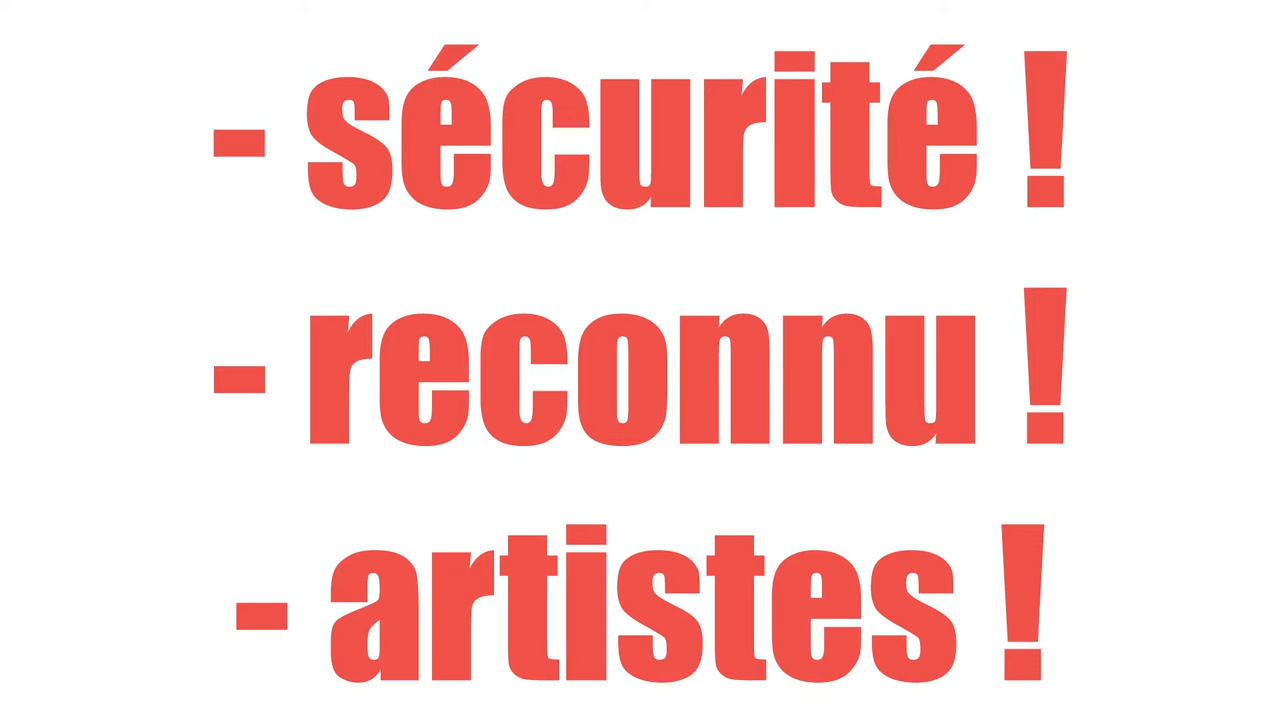 - sécurité !
- reconnu !
- artistes !